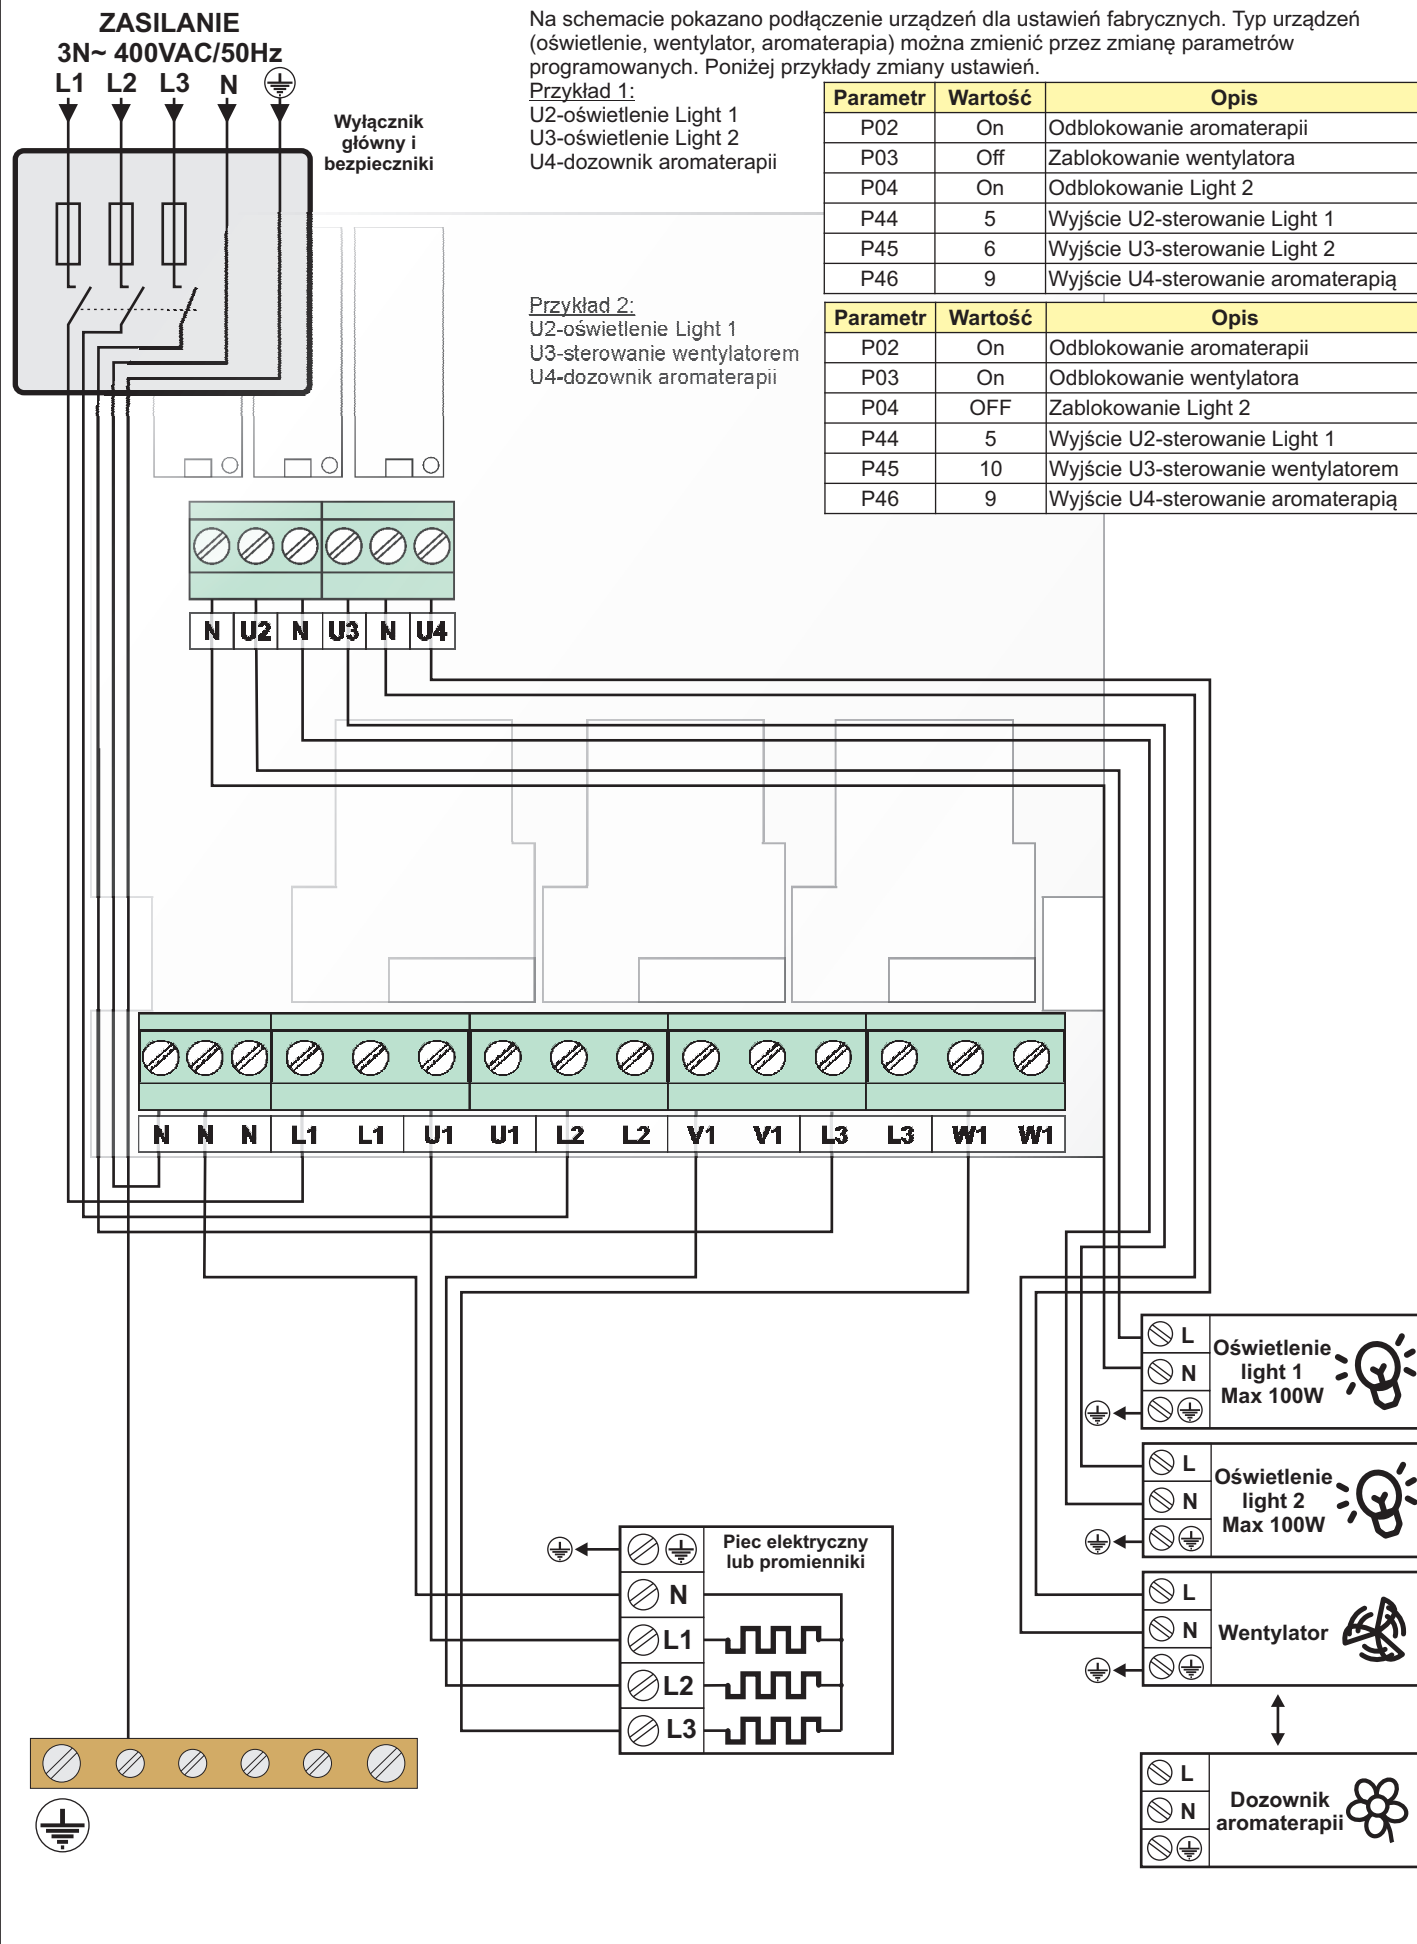 ZASILANIE
3N~ 400VAC/50Hz
L1 L2 L3 N
Wyłącznik
główny i
bezpieczniki
Na schemacie pokazano podłączenie urządzeń dla ustawień fabrycznych. Typ urządzeń
(oświetlenie, wentylator, aromaterapia) można zmienić przez zmianę parametrów
programowanych. Poniżej przykłady zmiany ustawień.
Przykład 1:
U2-oświetlenie Light 1
U3-oświetlenie Light 2
U4-dozownik aromaterapii
Parametr Wartość Opis
P02 On Odblokowanie aromaterapii
P03 Off Zablokowanie wentylatora
P04 On Odblokowanie Light 2
P44 5 Wyjście U2-sterowanie Light 1
P45 6 Wyjście U3-sterowanie Light 2
P46 9 Wyjście U4-sterowanie aromaterapią
Przykład 2:
U2-oświetlenie Light 1
U3-sterowanie wentylatorem
U4-dozownik aromaterapii
Parametr Wartość Opis
P02 On Odblokowanie aromaterapii
P03 On Odblokowanie wentylatora
P04 OFF Zablokowanie Light 2
P44 5 Wyjście U2-sterowanie Light 1
P45 10 Wyjście U3-sterowanie wentylatorem
P46 9 Wyjście U4-sterowanie aromaterapią
N U2 N U3 N U4
N N N L1 L1 U1 U1 L2 L2 V1 V1 L3 L3 W1 W1
L
N
Oświetlenie
light 1
Max 100W
L
N
Oświetlenie
light 2
Max 100W
L
N
Wentylator
L
N
Dozownik
aromaterapii
Piec elektryczny
lub promienniki
N
L1
L2
L3